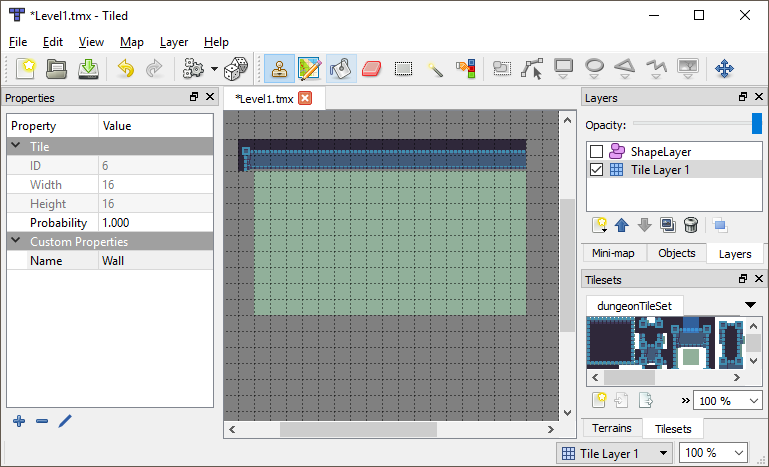 *Level1.tmx - Tiled
File Edit View Map Layer Help
Properties
Property Value
Tile
ID 6
Width 16
Height 16
Probability 1.000
Custom Properties
Name Wall
*Level1.tmx
Layers
Opacity:
ShapeLayer
Tile Layer 1
Mini-map Objects Layers
Tilesets
dungeonTileSet
» 100 %
Terrains Tilesets
Tile Layer 1 100 %